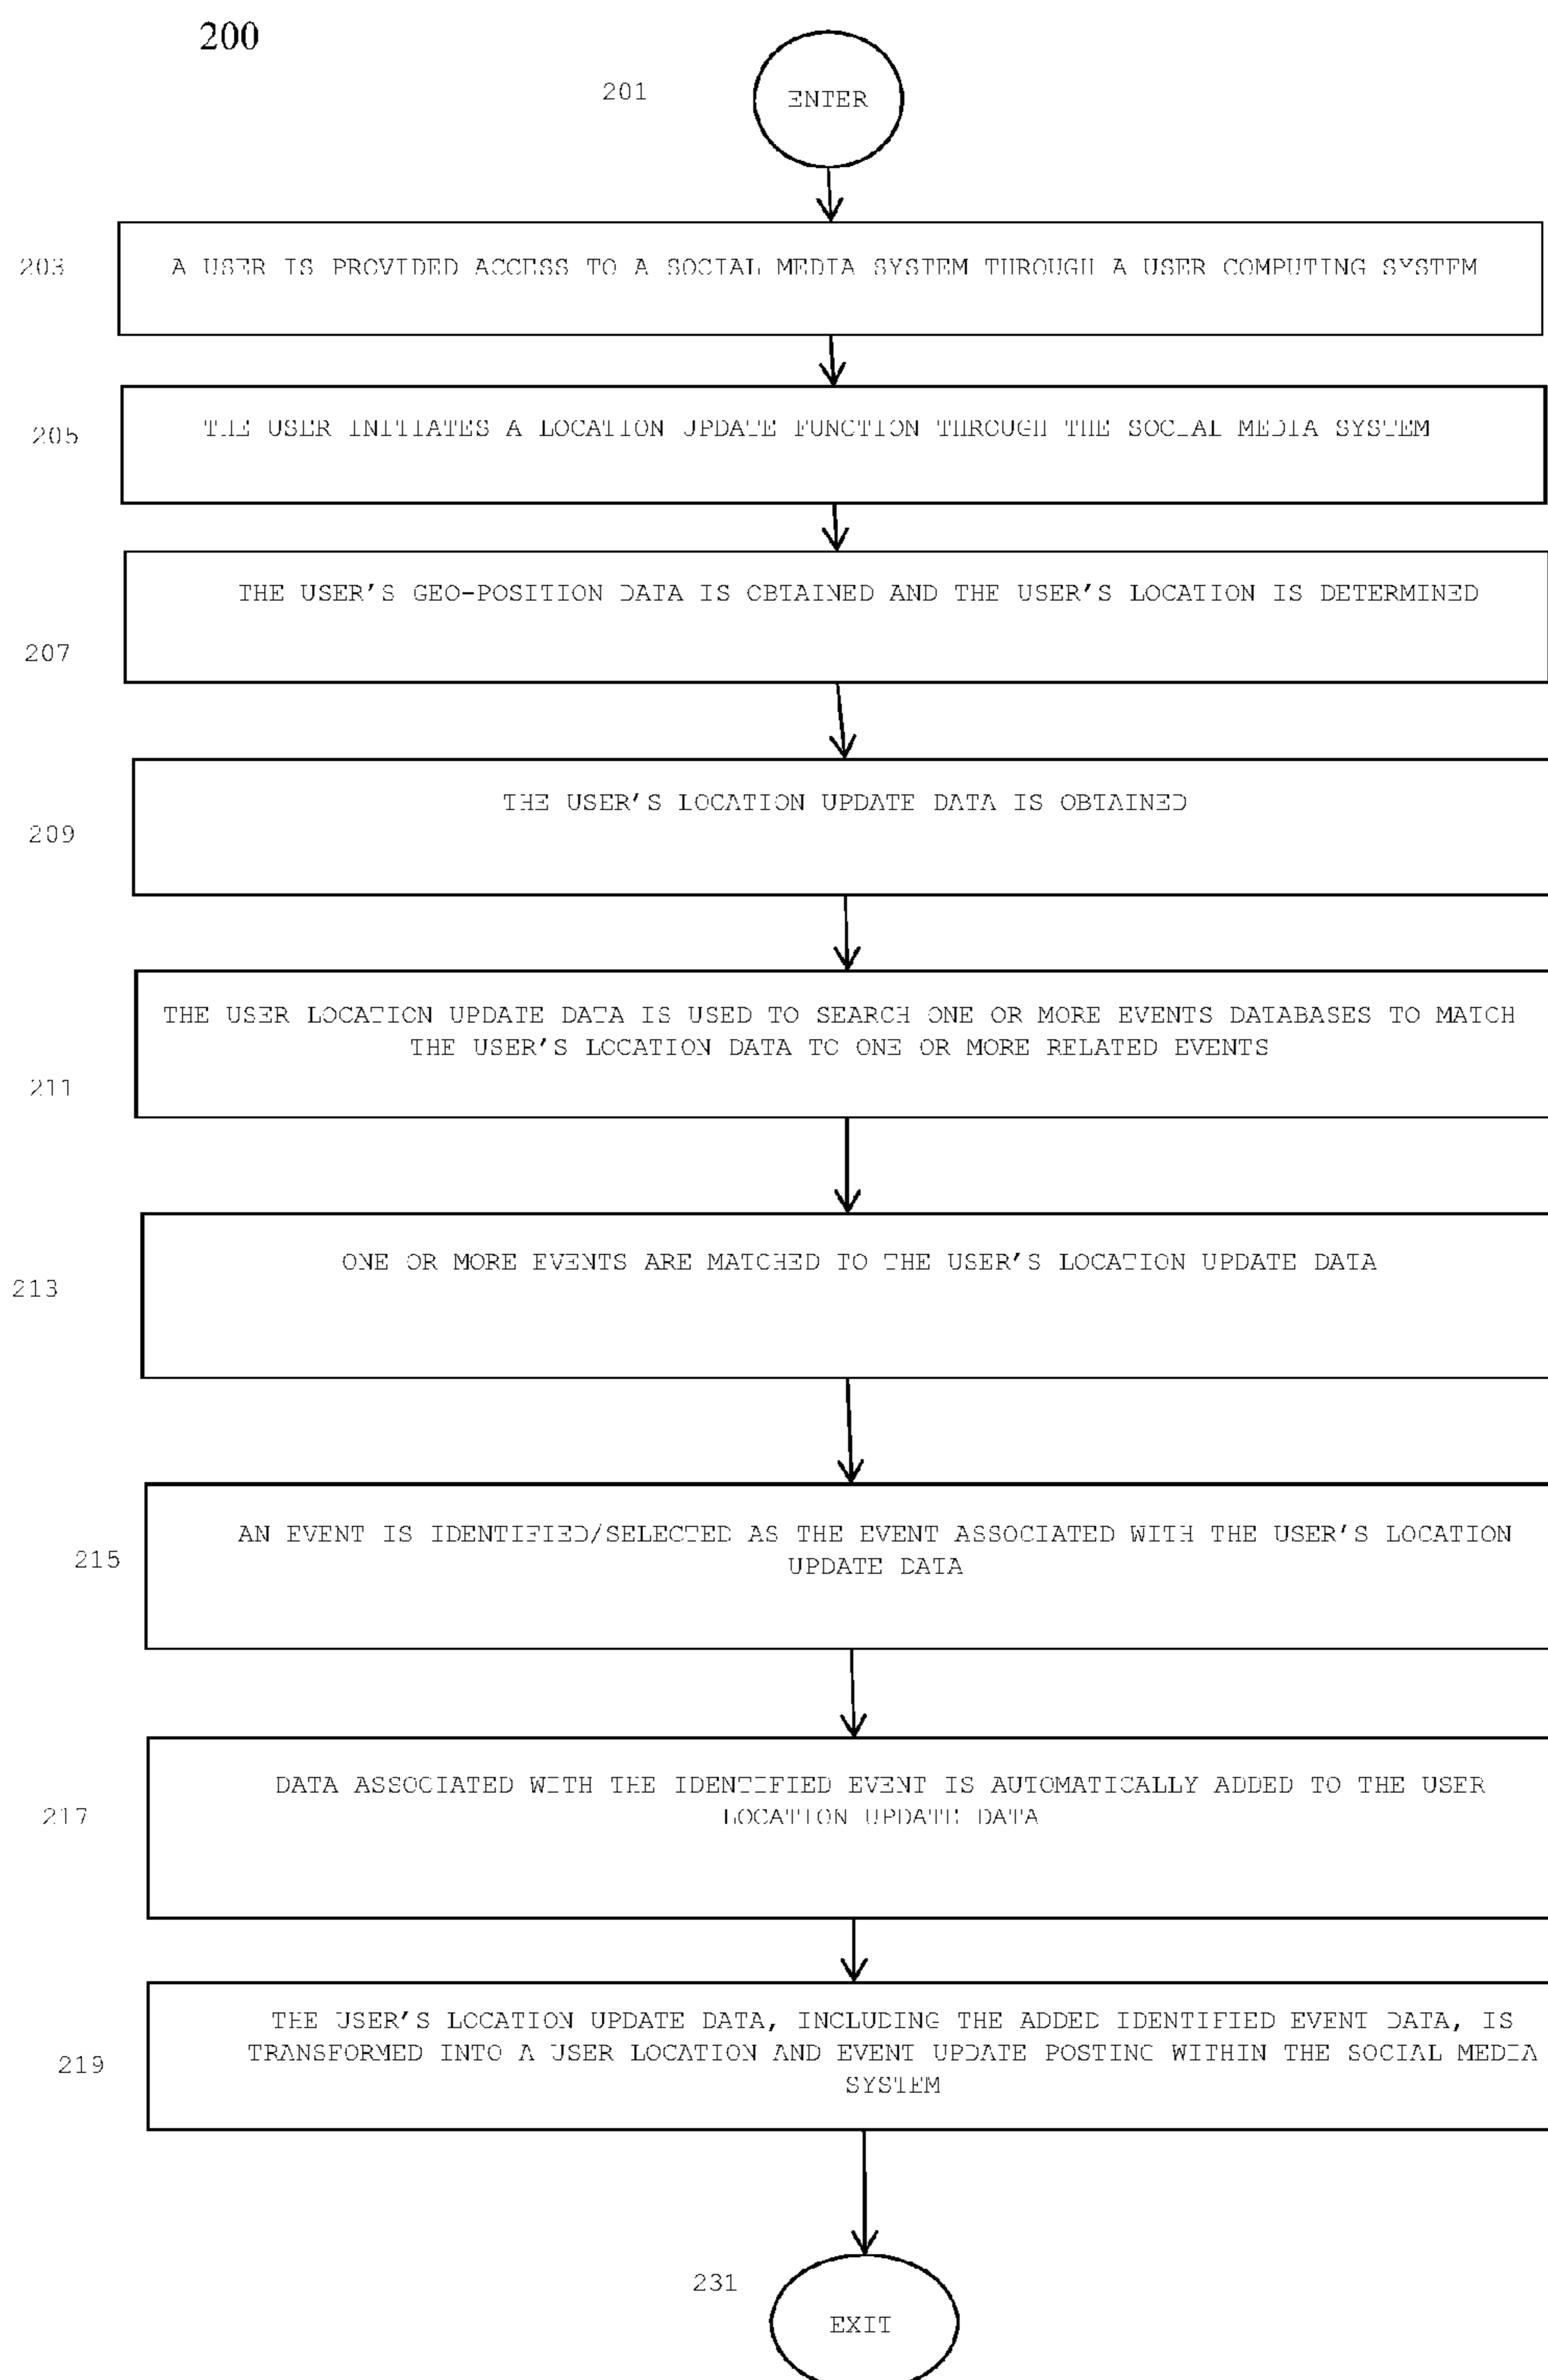 200
201
ENTER
203
A USER IS PROVIDED ACCESS TO A SOCIAL MEDIA SYSTEM THROUGH A USER COMPUTING SYSTEM
205
THE USER INITIATES A LOCATION UPDATE FUNCTION THROUGH THE SOCIAL MEDIA SYSTEM
THE USER'S GEO-POSITION DATA IS OBTAINED AND THE USER'S LOCATION IS DETERMINED
207
THE USER'S LOCATION UPDATE DATA IS OBTAINED
209
THE USER LOCATION UPDATE DATA IS USED TO SEARCH ONE OR MORE EVENTS DATABASES TO MATCH
THE USER'S LOCATION DATA TO ONE OR MORE RELATED EVENTS
211
ONE OR MORE EVENTS ARE MATCHED TO THE USER'S LOCATION UPDATE DATA
213
AN EVENT IS IDENTIFIED/SELECTED AS THE EVENT ASSOCIATED WITH THE USER'S LOCATION
UPDATE DATA
215
DATA ASSOCIATED WITH THE IDENTIFIED EVENT IS AUTOMATICALLY ADDED TO THE USER
LOCATION UPDATE DATA
217
THE USER'S LOCATION UPDATE DATA, INCLUDING THE ADDED IDENTIFIED EVENT DATA, IS
TRANSFORMED INTO A USER LOCATION AND EVENT UPDATE POSTING WITHIN THE SOCIAL MEDIA
SYSTEM
219
231
EXIT